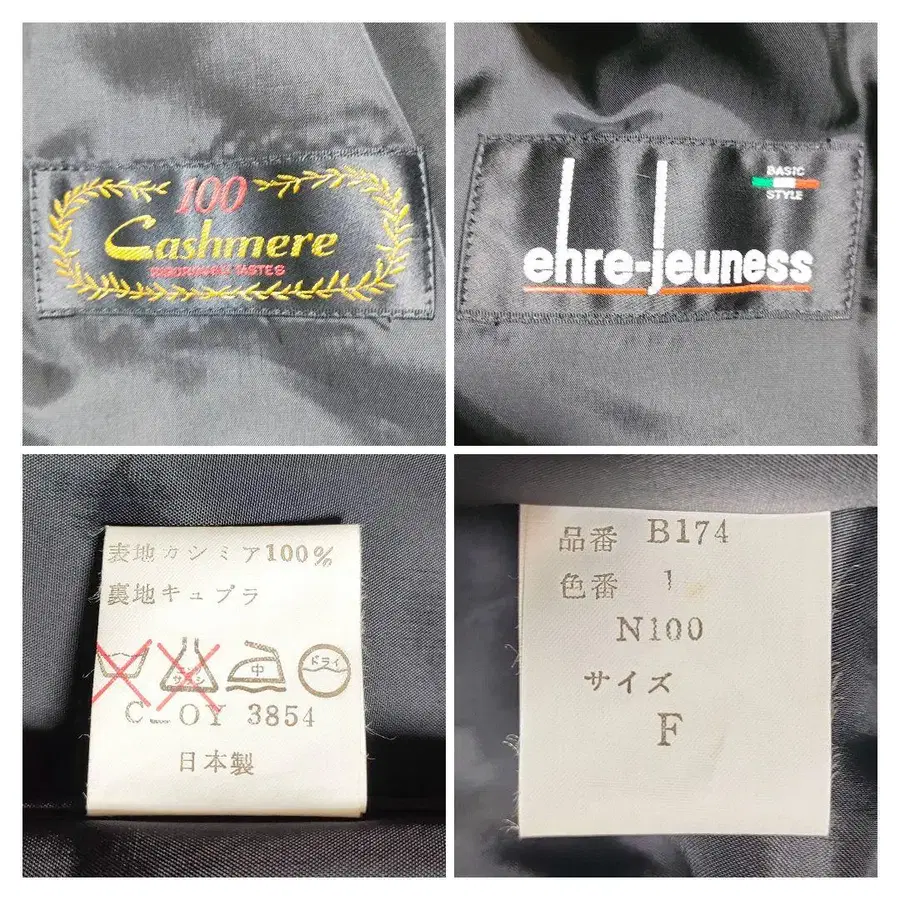 100
Cashmere
TASTES
BASIC
STYLE
ehre-jeuness
表地カシミア100%
裏地キュプラ
中
ドライ
3854
日本製
品番 B174
色番 1
N100
サイズ
F